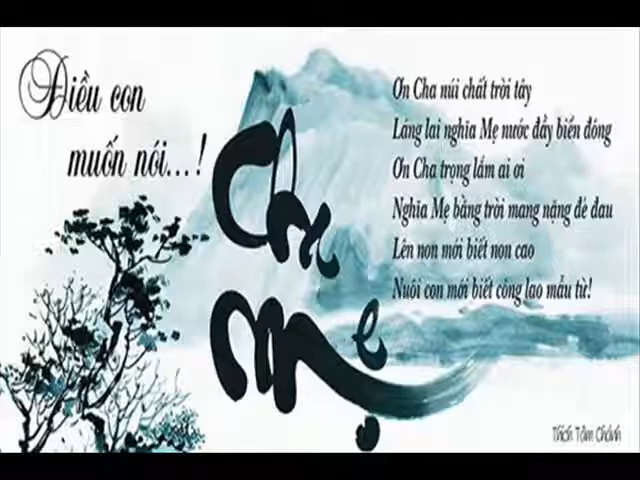 Điều con
muốn nói...!
Cha
Mẹ
Ơn Cha núi chất trời tây
Láng lai nghĩa Mẹ nước đầy biển đông
Ơn Cha trọng lắm ai ơi
Nghĩa Mẹ bằng trời mang nặng đẻ đau
Lên non mới biết non cao
Nuôi con mới biết công lao mẫu từ!
Thích Tâm Chánh